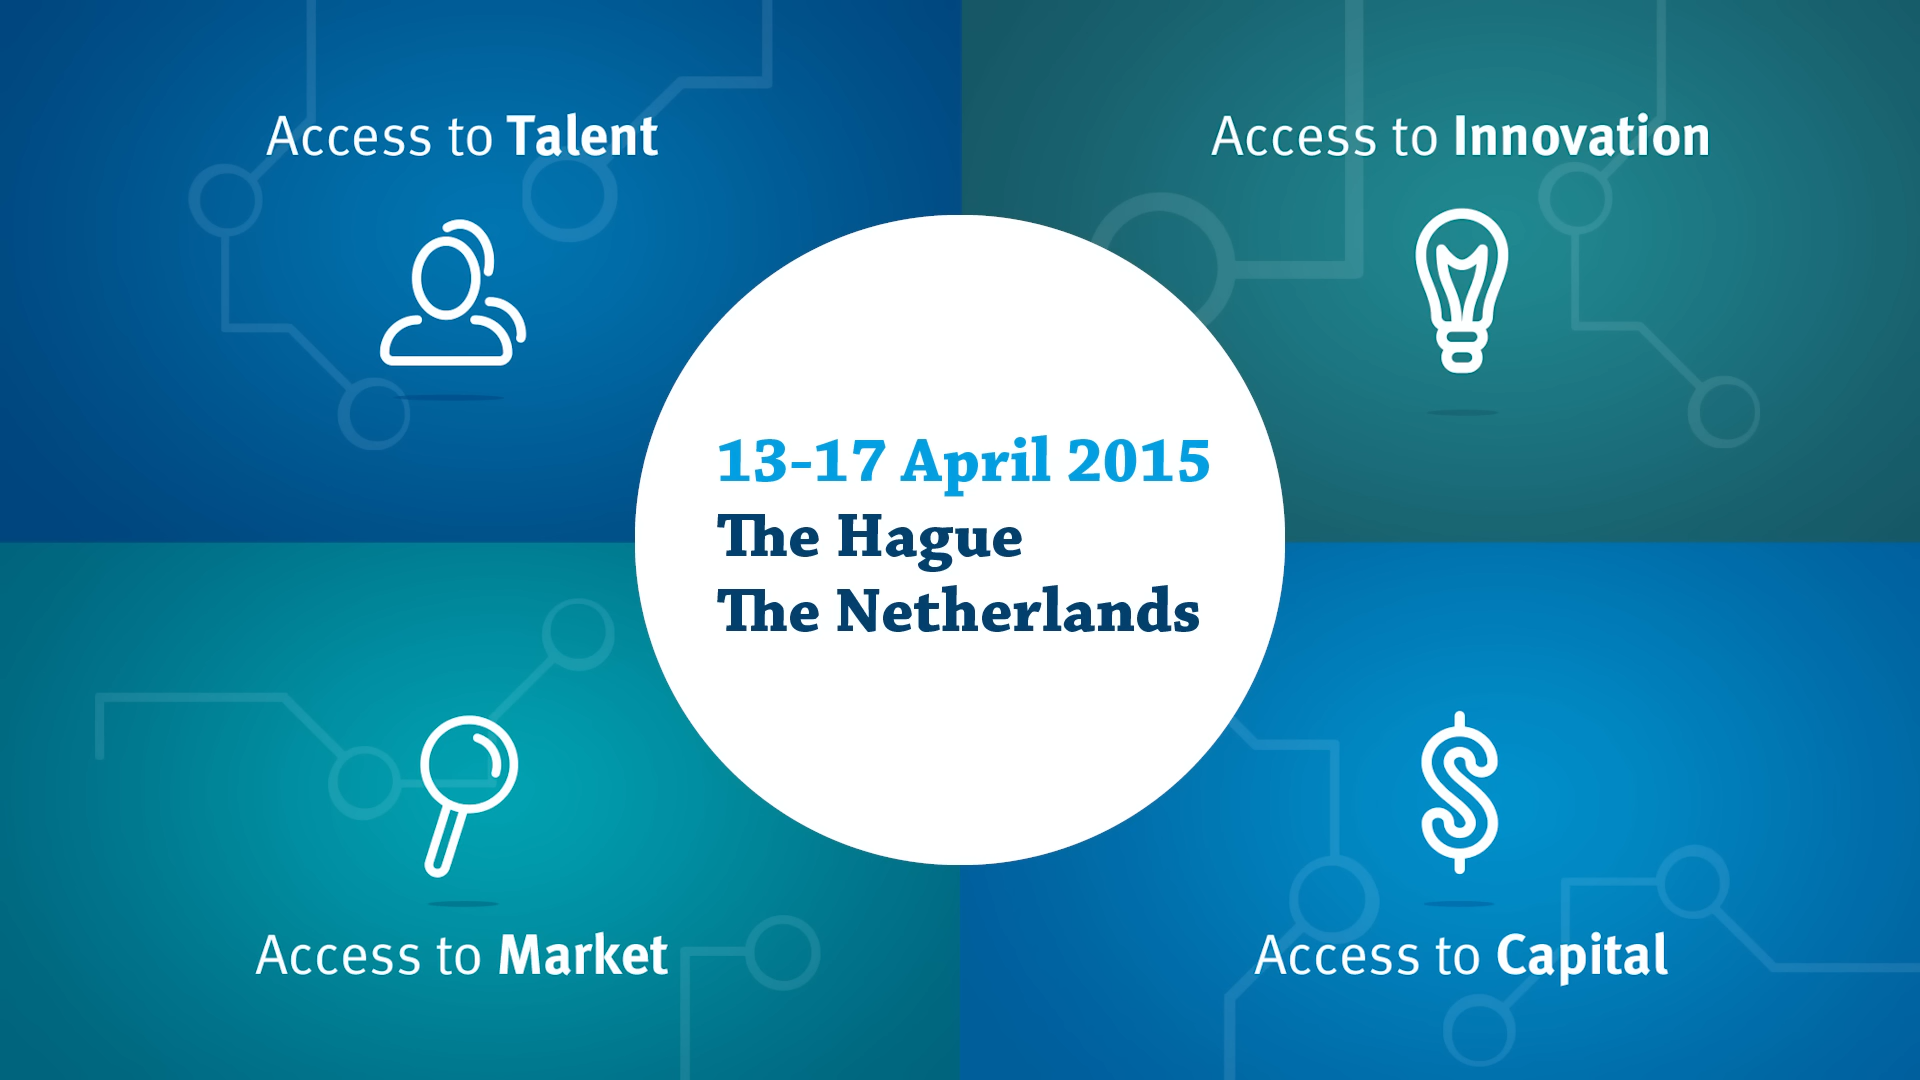 Access to Talent
Access to Innovation
13-17 April 2015
The Hague
The Netherlands
Access to Market
Access to Capital